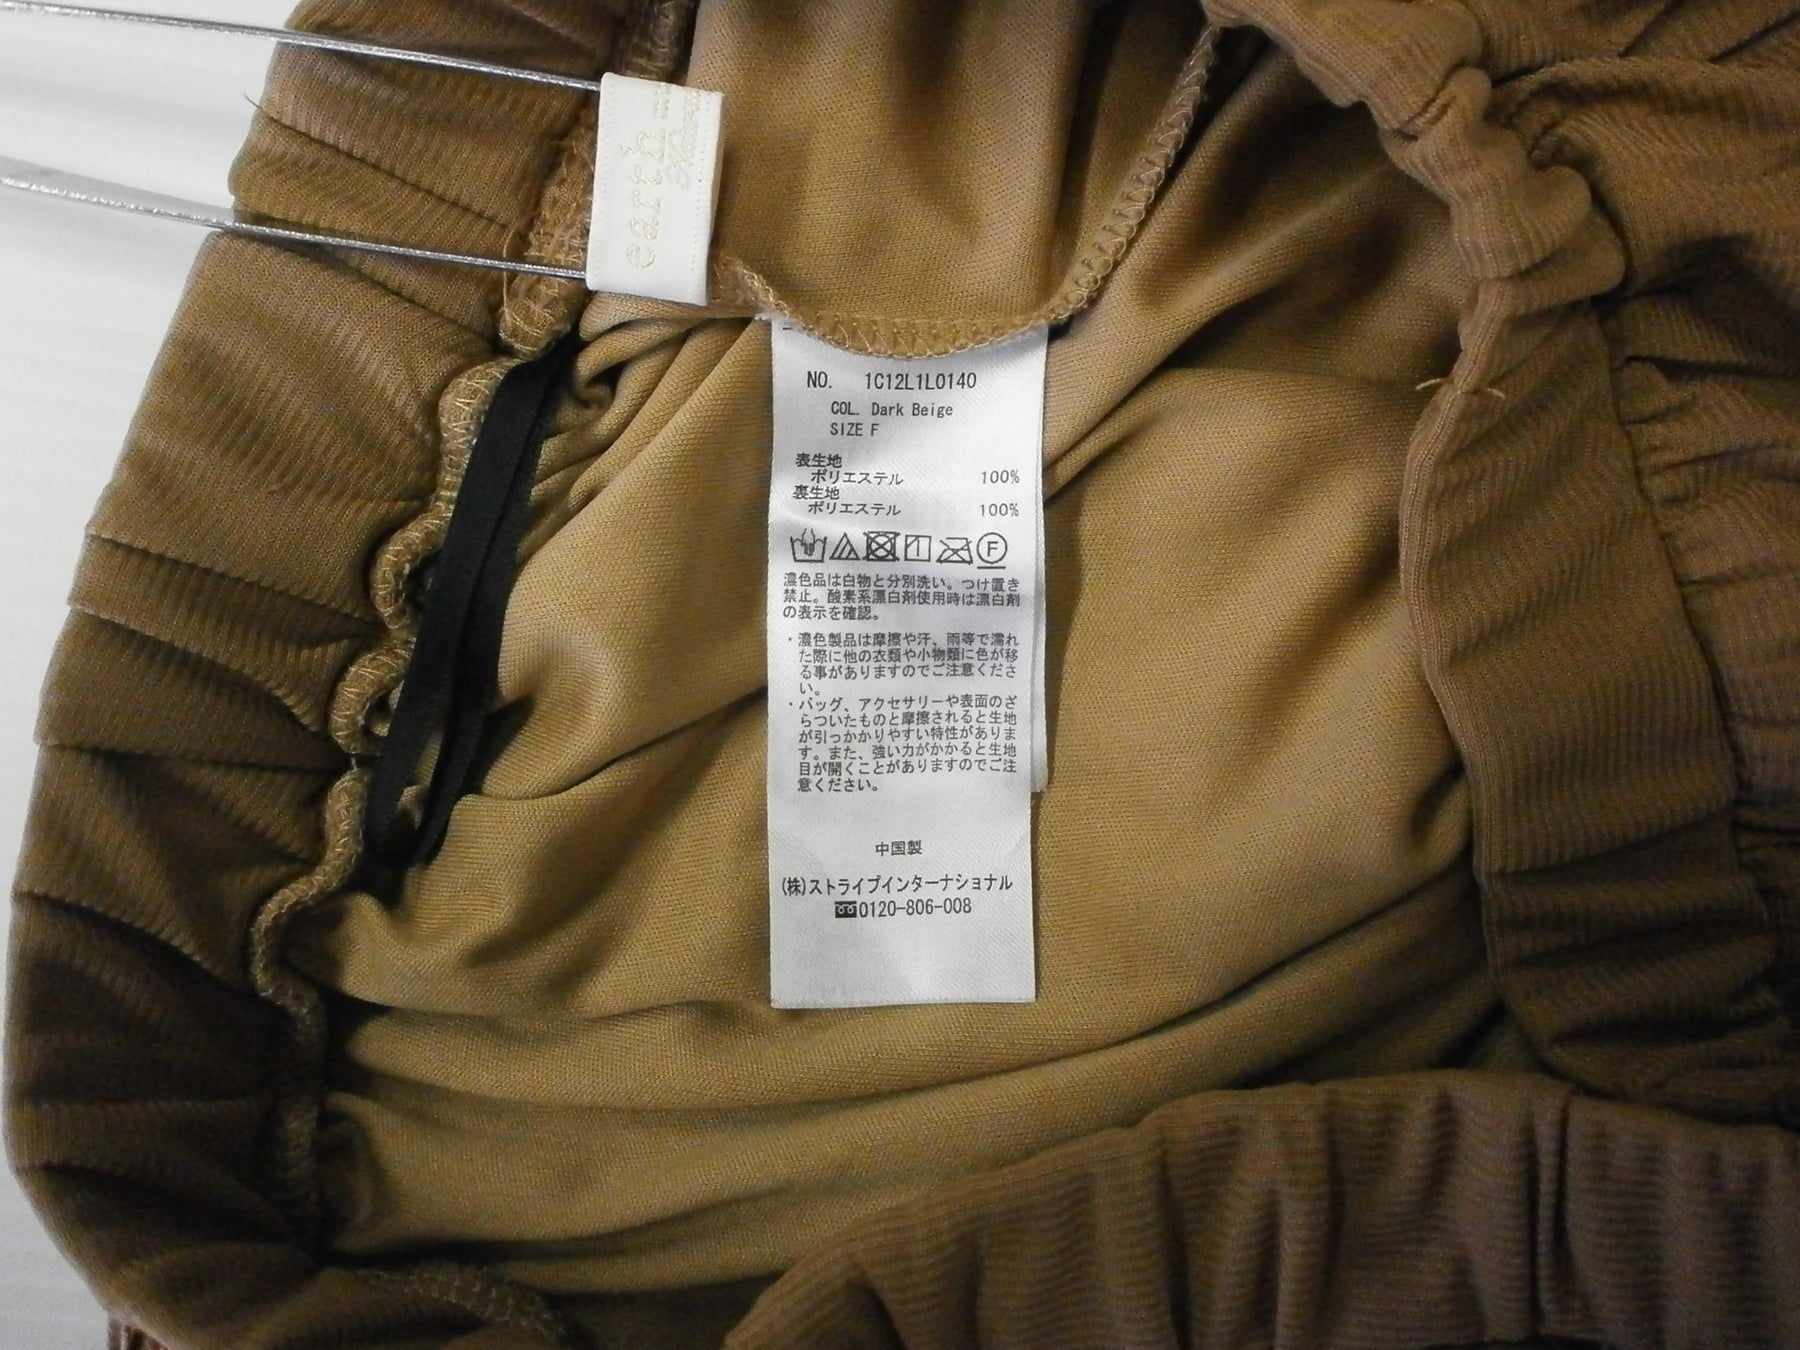 earth
NO. 1C12L1L0140
COL. Dark Beige
SIZE F
表生地
ポリエステル 100%
裏生地
ポリエステル 100%
F
濃色品は白物と分別洗い。つけ置き
禁止。酸素系漂白剤使用時は漂白剤
の表示を確認。
・濃色製品は摩擦や汗、雨等で濡れ
た際に他の衣類や小物類に色が移
る事がありますのでご注意くださ
い。
・バッグ、アクセサリーや表面のざ
らついたものと摩擦されると生地
が引っかかりやすい特性がありま
す。また、強い力がかかると生地
目が開くことがありますのでご注
意ください。
中国製
(株)ストライプインターナショナル
0120-806-008